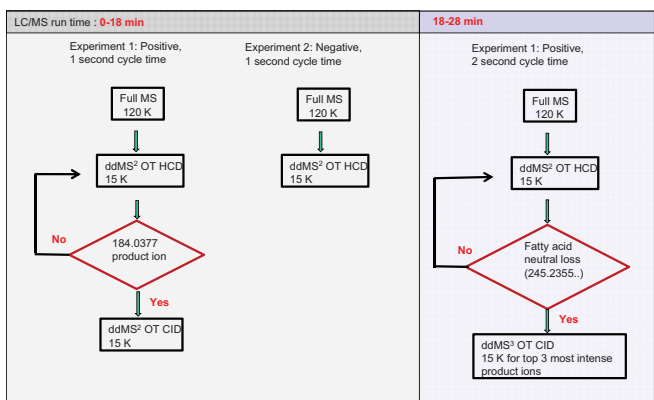 LC/MS run time : 0-18 min
Experiment 1: Positive,
1 second cycle time
Full MS
120 K
ddMS² OT HCD
15 K
184.0377
product ion
No
Yes
ddMS² OT CID
15 K
Experiment 2: Negative,
1 second cycle time
Full MS
120 K
ddMS² OT HCD
15 K
18-28 min
Experiment 1: Positive,
2 second cycle time
Full MS
120 K
ddMS² OT HCD
15 K
Fatty acid
neutral loss
(245.2355..)
No
Yes
ddMS³ OT CID
15 K for top 3 most intense
product ions